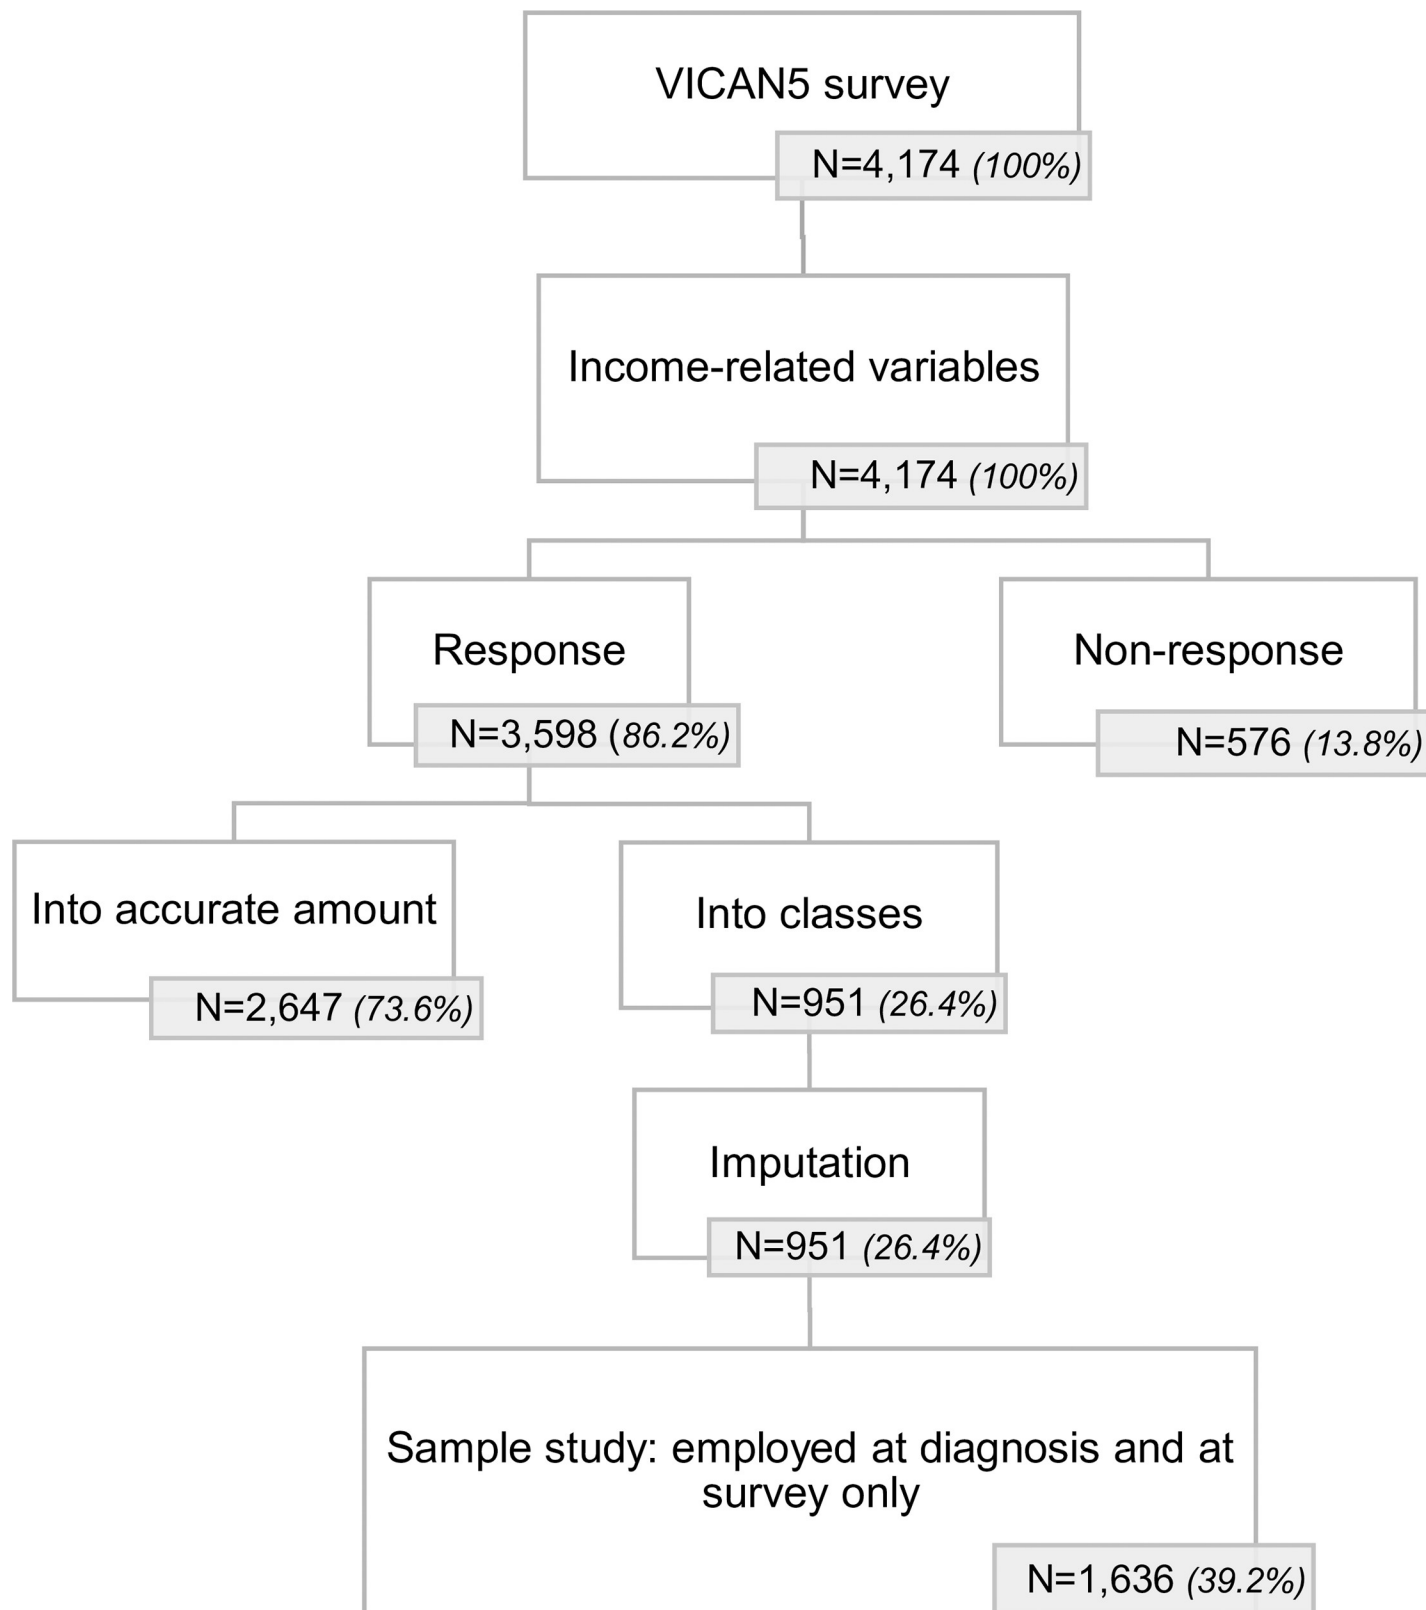 VICAN5 survey
N=4,174 (100%)
Income-related variables
N=4,174 (100%)
Response
N=3,598 (86.2%)
Non-response
N=576 (13.8%)
Into accurate amount
N=2,647 (73.6%)
Into classes
N=951 (26.4%)
Imputation
N=951 (26.4%)
Sample study: employed at diagnosis and at
survey only
N=1,636 (39.2%)